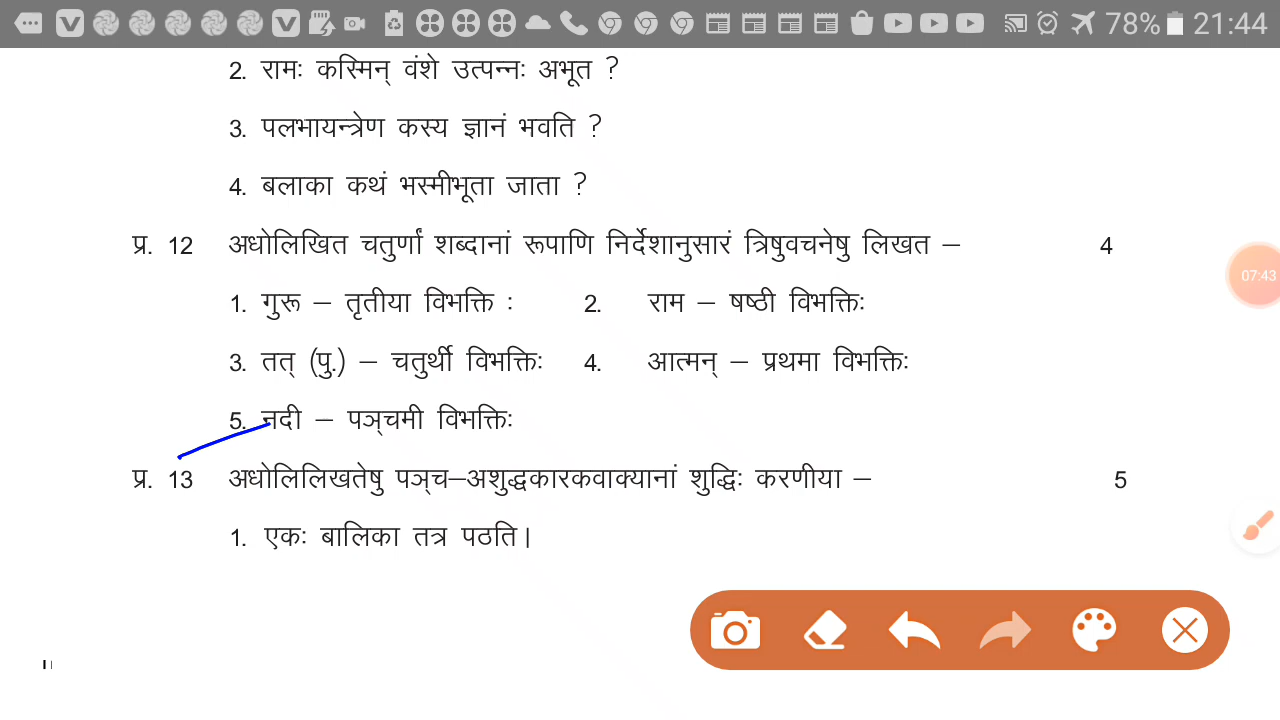 78% 21:44
2. रामः कस्मिन् वंशे उत्पन्नः अभूत ?
3. पलभायन्त्रेण कस्य ज्ञानं भवति ?
4. बलाका कथं भस्मीभूता जाता ?
प्र. 12 अधोलिखित चतुर्णां शब्दानां रूपाणि निर्देशानुसारं त्रिषुवचनेषु लिखत – 4
1. गुरू – तृतीया विभक्ति : 2. राम – षष्ठी विभक्तिः
3. तत् (पु.) – चतुर्थी विभक्तिः 4. आत्मन् – प्रथमा विभक्तिः
5. नदी – पञ्चमी विभक्तिः
प्र. 13 अधोलिलिखतेषु पञ्च–अशुद्धकारकवाक्यानां शुद्धिः करणीया – 5
1. एकः बालिका तत्र पठति।
07:43